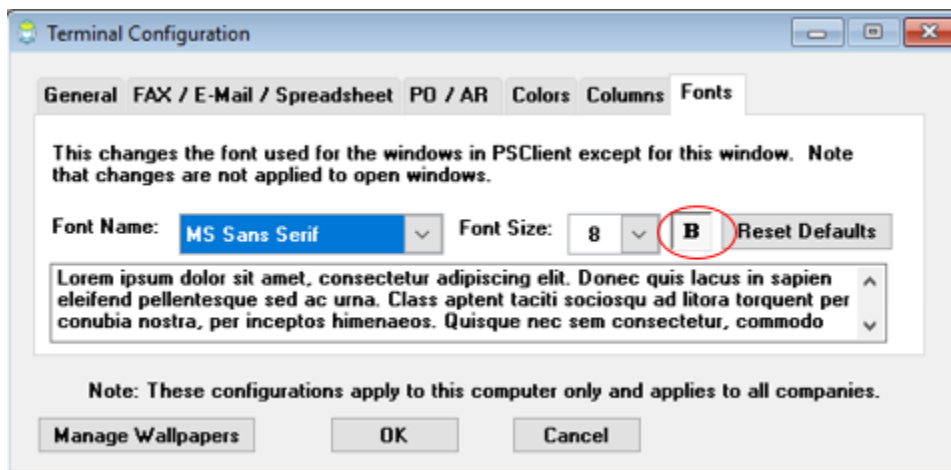 Terminal Configuration
General FAX / E-Mail / Spreadsheet PO / AR Colors Columns Fonts
This changes the font used for the windows in PSClient except for this window. Note
that changes are not applied to open windows.
Font Name: MS Sans Serif Font Size: 8 B Reset Defaults
Lorem ipsum dolor sit amet, consectetur adipiscing elit. Donec quis lacus in sapien
eleifend pellentesque sed ac urna. Class aptent taciti sociosqu ad litora torquent per
conubia nostra, per inceptos himenaeos. Quisque nec sem consectetur, commodo
Note: These configurations apply to this computer only and applies to all companies.
Manage Wallpapers OK Cancel